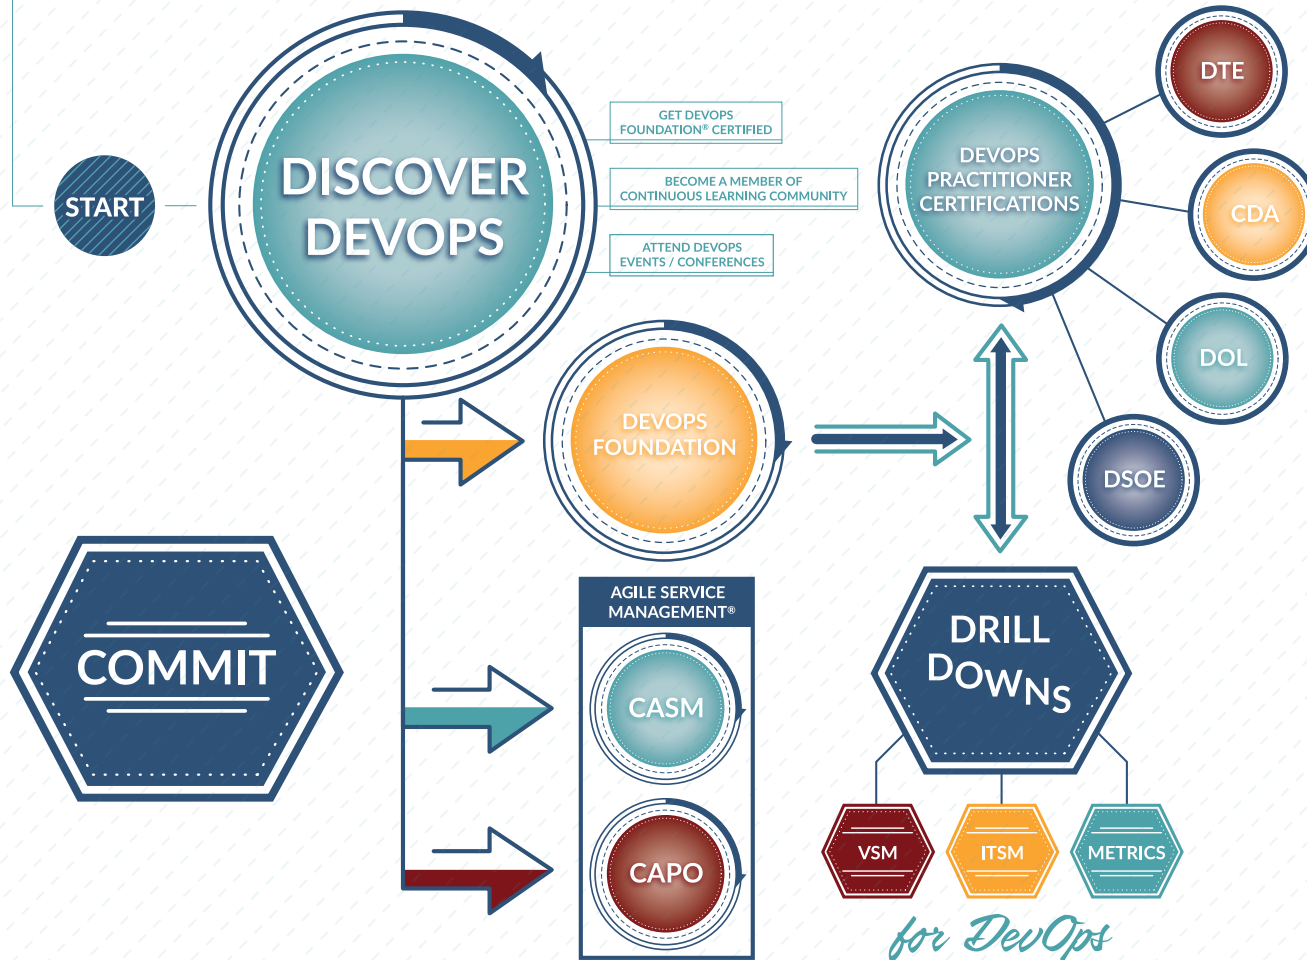 START
DISCOVER
DEVOPS
GET DEVOPS
FOUNDATION® CERTIFIED
BECOME A MEMBER OF
CONTINUOUS LEARNING COMMUNITY
ATTEND DEVOPS
EVENTS / CONFERENCES
DEVOPS
PRACTITIONER
CERTIFICATIONS
DTE
CDA
DOL
DSOE
DEVOPS
FOUNDATION
COMMIT
AGILE SERVICE
MANAGEMENT®
CASM
CAPO
DRILL
DOWNS
VSM
ITSM
METRICS
for DevOps